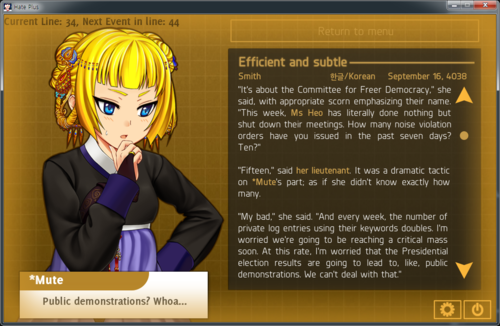 Hate Plus
Current Line: 34, Next Event in line: 44
Return to menu
Efficient and subtle
Smith 한글/Korean September 16, 4038
"It's about the Committee for Freer Democracy," she
said, with appropriate scorn emphasizing their name.
"This week, Ms Heo has literally done nothing but
shut down their meetings. How many noise violation
orders have you issued in the past seven days?
Ten?"
"Fifteen," said her lieutenant. It was a dramatic tactic
on *Mute's part; as if she didn't know exactly how
many.
"My bad," she said. "And every week, the number of
private log entries using their keywords doubles. I'm
worried we're going to be reaching a critical mass
soon. At this rate, I'm worried that the Presidential
election results are going to lead to, like, public
demonstrations. We can't deal with that."
*Mute
Public demonstrations? Whoa...